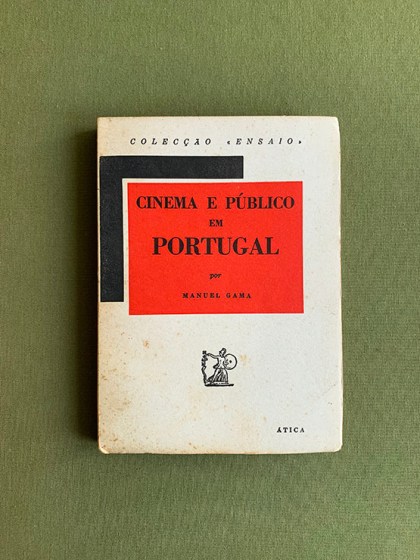 COLECÇÃO «ENSAIO»
CINEMA E PÚBLICO
EM
PORTUGAL
por
MANUEL GAMA
ÁTICA